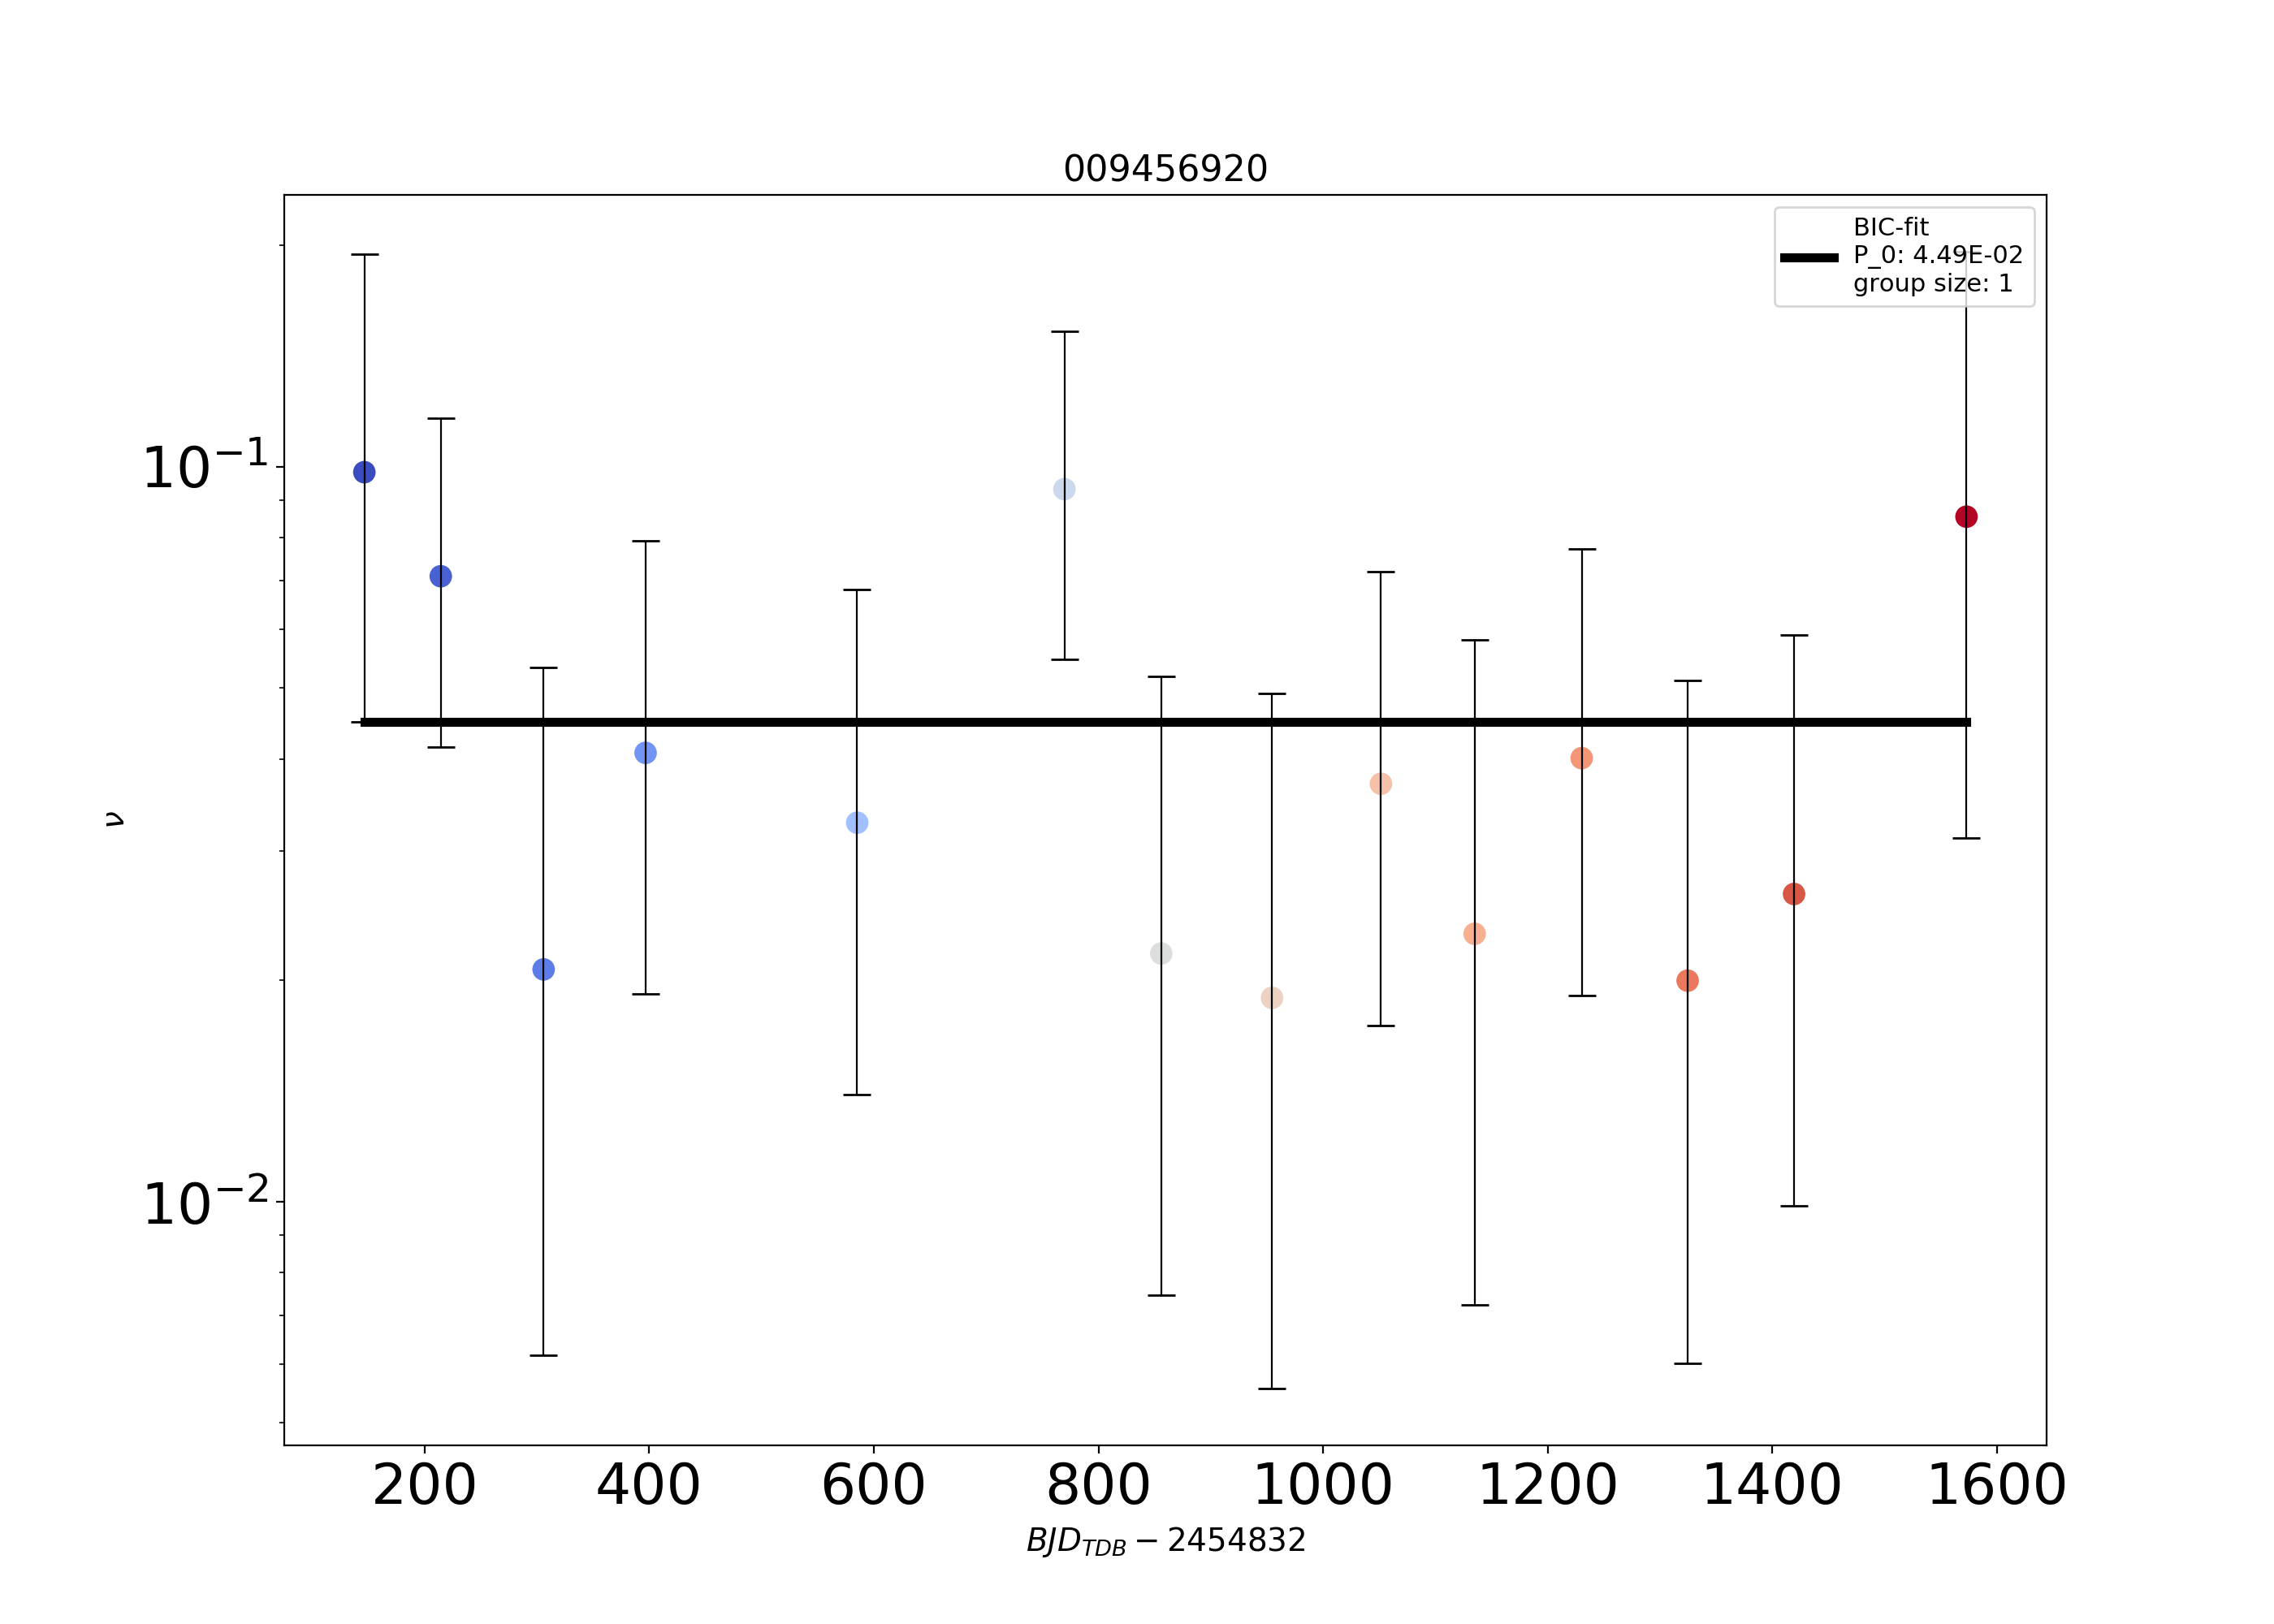 009456920
BIC-fit
P_0: 4.49E-02
group size: 1
10⁻¹
10⁻²
ν
200 400 600 800 1000 1200 1400 1600
BJD_TDB − 2454832